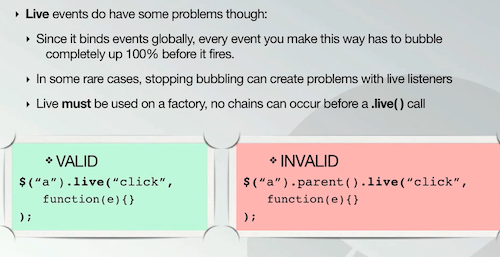 ‣ Live events do have some problems though:
‣ Since it binds events globally, every event you make this way has to bubble
completely up 100% before it fires.
‣ In some rare cases, stopping bubbling can create problems with live listeners
‣ Live must be used on a factory, no chains can occur before a .live( ) call
❖ VALID
$(“a”).live(“click”,
function(e){}
);
❖ INVALID
$(“a”).parent().live(“click”,
function(e){}
);